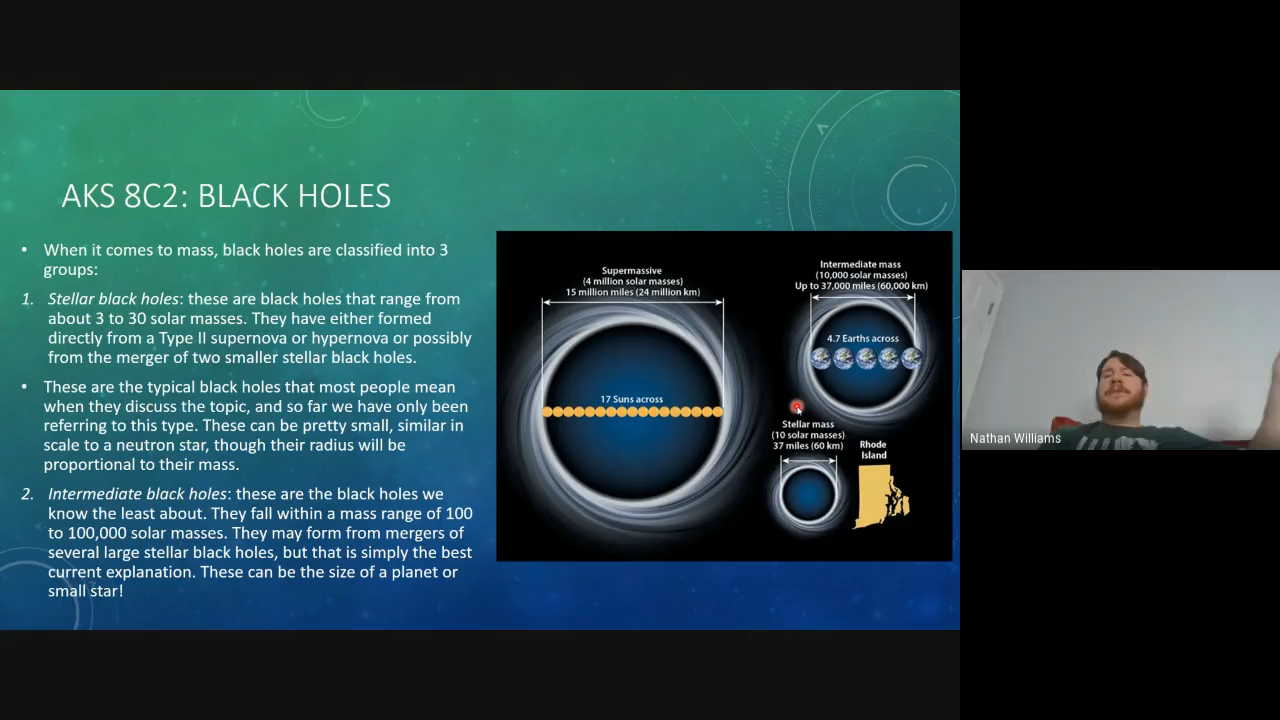 AKS 8C2: BLACK HOLES
• When it comes to mass, black holes are classified into 3
groups:
1. Stellar black holes: these are black holes that range from
about 3 to 30 solar masses. They have either formed
directly from a Type II supernova or hypernova or possibly
from the merger of two smaller stellar black holes.
• These are the typical black holes that most people mean
when they discuss the topic, and so far we have only been
referring to this type. These can be pretty small, similar in
scale to a neutron star, though their radius will be
proportional to their mass.
2. Intermediate black holes: these are the black holes we
know the least about. They fall within a mass range of 100
to 100,000 solar masses. They may form from mergers of
several large stellar black holes, but that is simply the best
current explanation. These can be the size of a planet or
small star!
Supermassive
(4 million solar masses)
15 million miles (24 million km)
17 Suns across
Intermediate mass
(10,000 solar masses)
Up to 37,000 miles (60,000 km)
4.7 Earths across
Stellar mass
(10 solar masses)
37 miles (60 km)
Rhode
Island
Nathan Williams